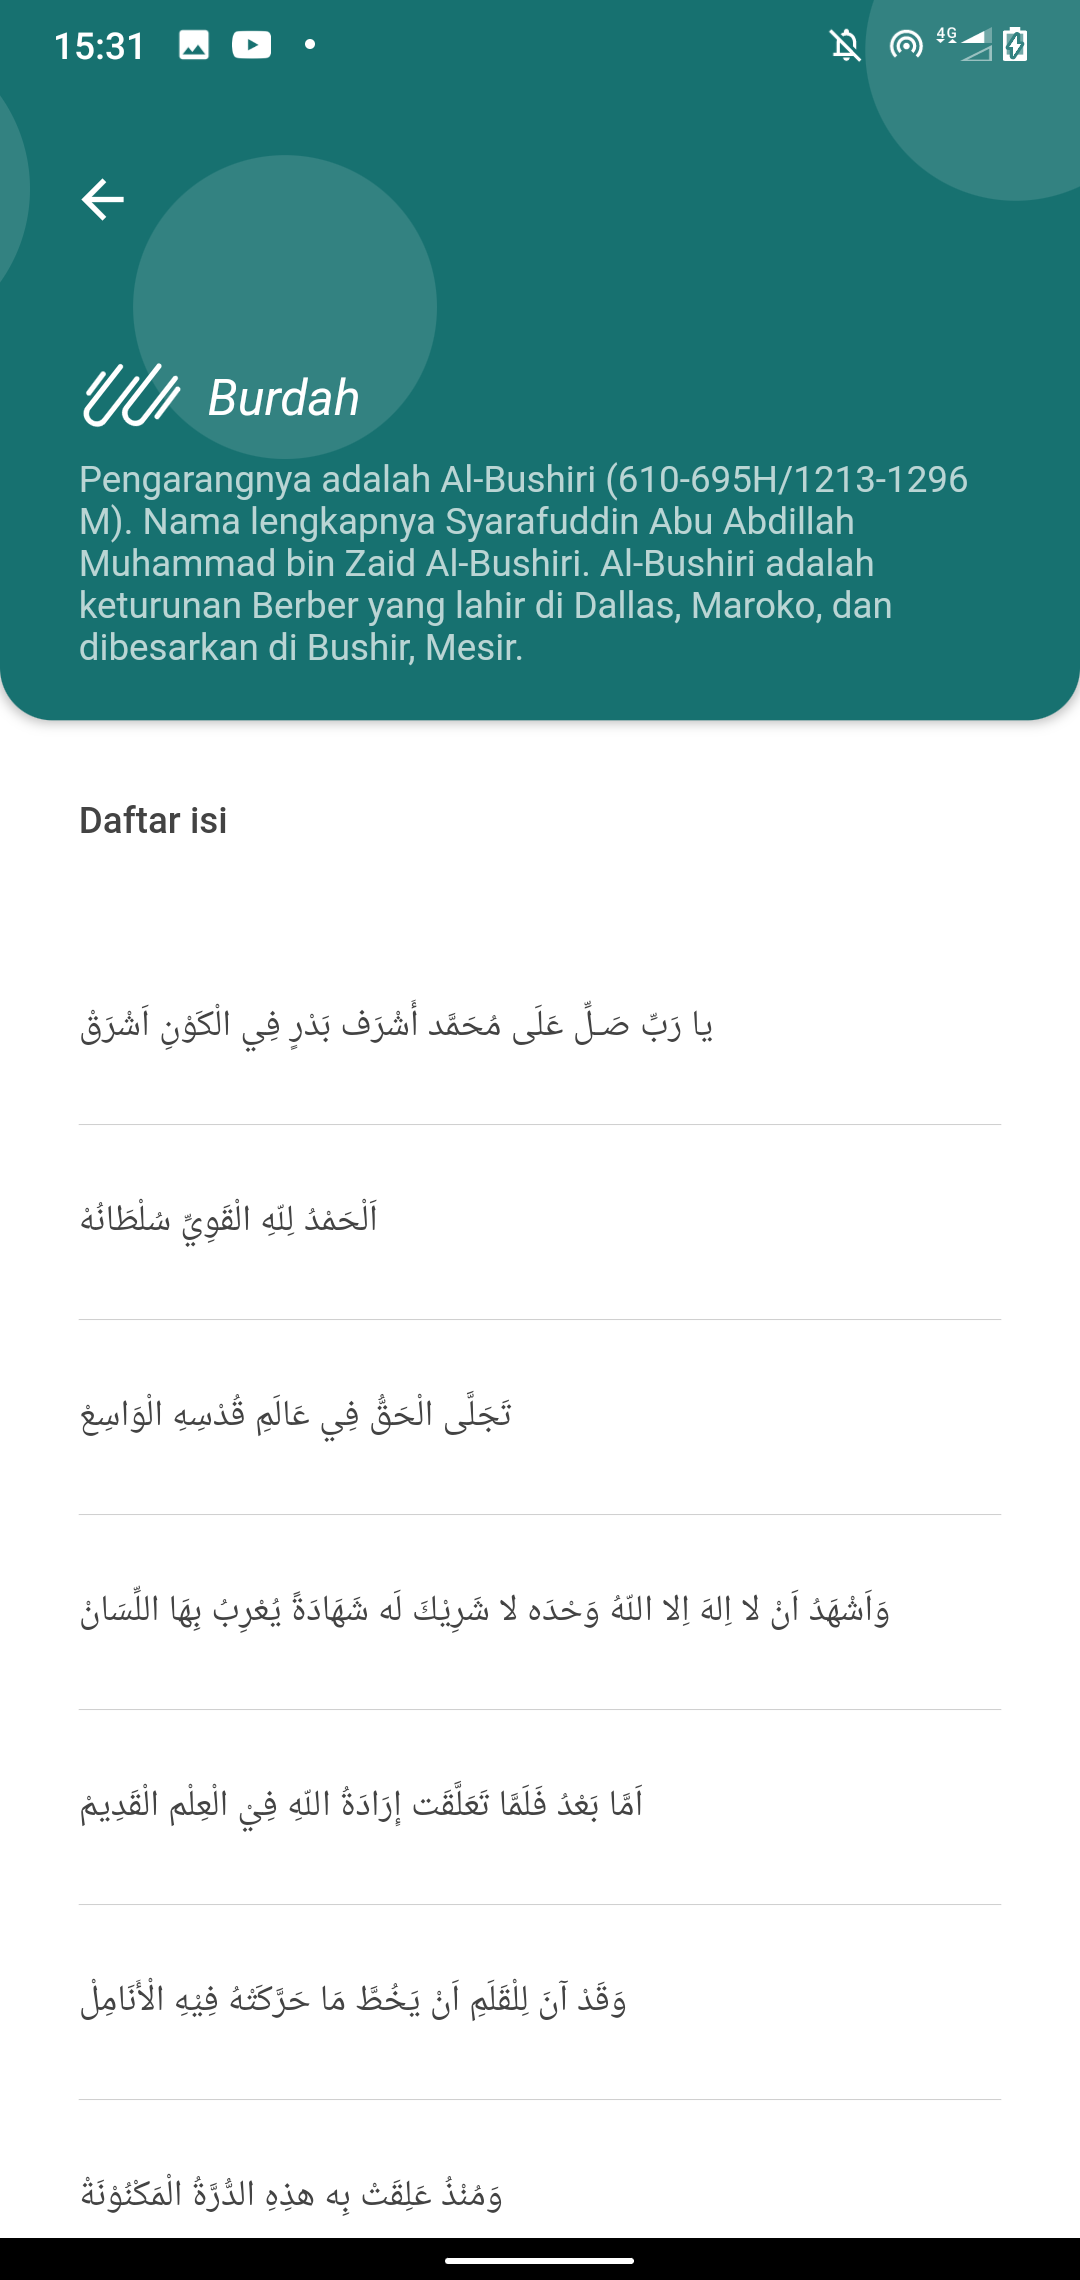 15:31
4G
Burdah
Pengarangnya adalah Al-Bushiri (610-695H/1213-1296
M). Nama lengkapnya Syarafuddin Abu Abdillah
Muhammad bin Zaid Al-Bushiri. Al-Bushiri adalah
keturunan Berber yang lahir di Dallas, Maroko, dan
dibesarkan di Bushir, Mesir.
Daftar isi
يا رَبِّ صَـلِّ عَلَى مُحَمَّد أَشْرَف بَدْرٍ فِي الْكَوْنِ اَشْرَقْ
اَلْحَمْدُ لِلّهِ الْقَوِيِّ سُلْطَانُهْ
تَجَلَّى الْحَقُّ فِي عَالَمِ قُدْسِهِ الْوَاسِعْ
وَاَشْهَدُ اَنْ لا اِلهَ اِلا اللّهُ وَحْدَه لا شَرِيْكَ لَه شَهَادَةً يُعْرِبُ بِهَا اللِّسَانْ
اَمَّا بَعْدُ فَلَمَّا تَعَلَّقَت إِرَادَةُ اللّهِ فِيْ الْعِلْم الْقَدِيمْ
وَقَدْ آنَ لِلْقَلَمِ اَنْ يَخُطَّ مَا حَرَّكَتْهُ فِيْهِ الْأَنَامِلْ
وَمُنْذُ عَلِقَتْ بِه هذِهِ الدُّرَّةُ الْمَكْنُوْنَةْ